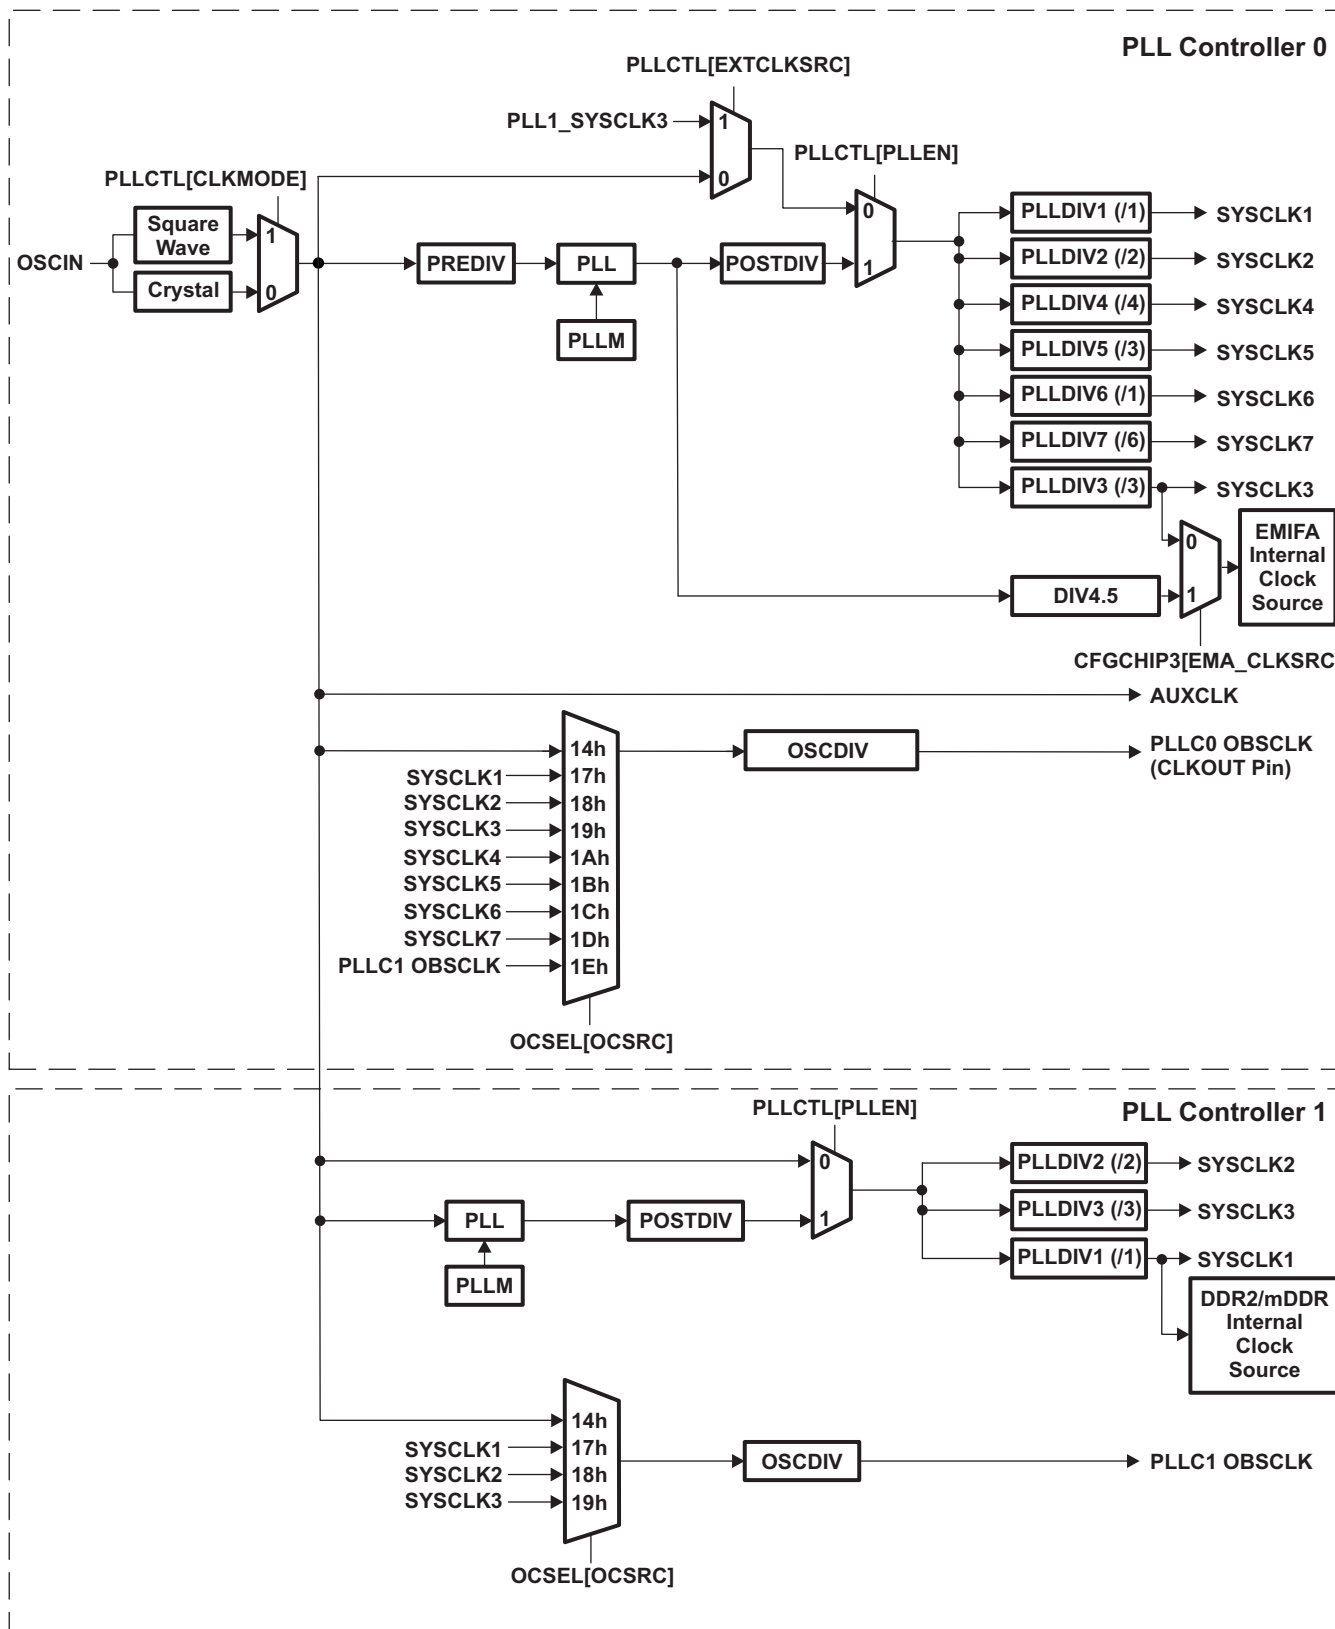 PLL Controller 0
PLLCTL[EXTCLKSRC]
PLL1_SYSCLK3
1
0
PLLCTL[PLLEN]
0
1
PLLCTL[CLKMODE]
Square
Wave
Crystal
1
0
OSCIN
PREDIV
PLL
POSTDIV
PLLM
PLLDIV1 (/1)
SYSCLK1
PLLDIV2 (/2)
SYSCLK2
PLLDIV4 (/4)
SYSCLK4
PLLDIV5 (/3)
SYSCLK5
PLLDIV6 (/1)
SYSCLK6
PLLDIV7 (/6)
SYSCLK7
PLLDIV3 (/3)
SYSCLK3
0
1
EMIFA
Internal
Clock
Source
DIV4.5
CFGCHIP3[EMA_CLKSRC
AUXCLK
14h
OSCDIV
PLLC0 OBSCLK
(CLKOUT Pin)
SYSCLK1
17h
SYSCLK2
18h
SYSCLK3
19h
SYSCLK4
1Ah
SYSCLK5
1Bh
SYSCLK6
1Ch
SYSCLK7
1Dh
PLLC1 OBSCLK
1Eh
OCSEL[OCSRC]
PLL Controller 1
PLLCTL[PLLEN]
0
1
PLL
POSTDIV
PLLM
PLLDIV2 (/2)
SYSCLK2
PLLDIV3 (/3)
SYSCLK3
PLLDIV1 (/1)
SYSCLK1
DDR2/mDDR
Internal
Clock
Source
14h
SYSCLK1
17h
SYSCLK2
18h
SYSCLK3
19h
OSCDIV
PLLC1 OBSCLK
OCSEL[OCSRC]